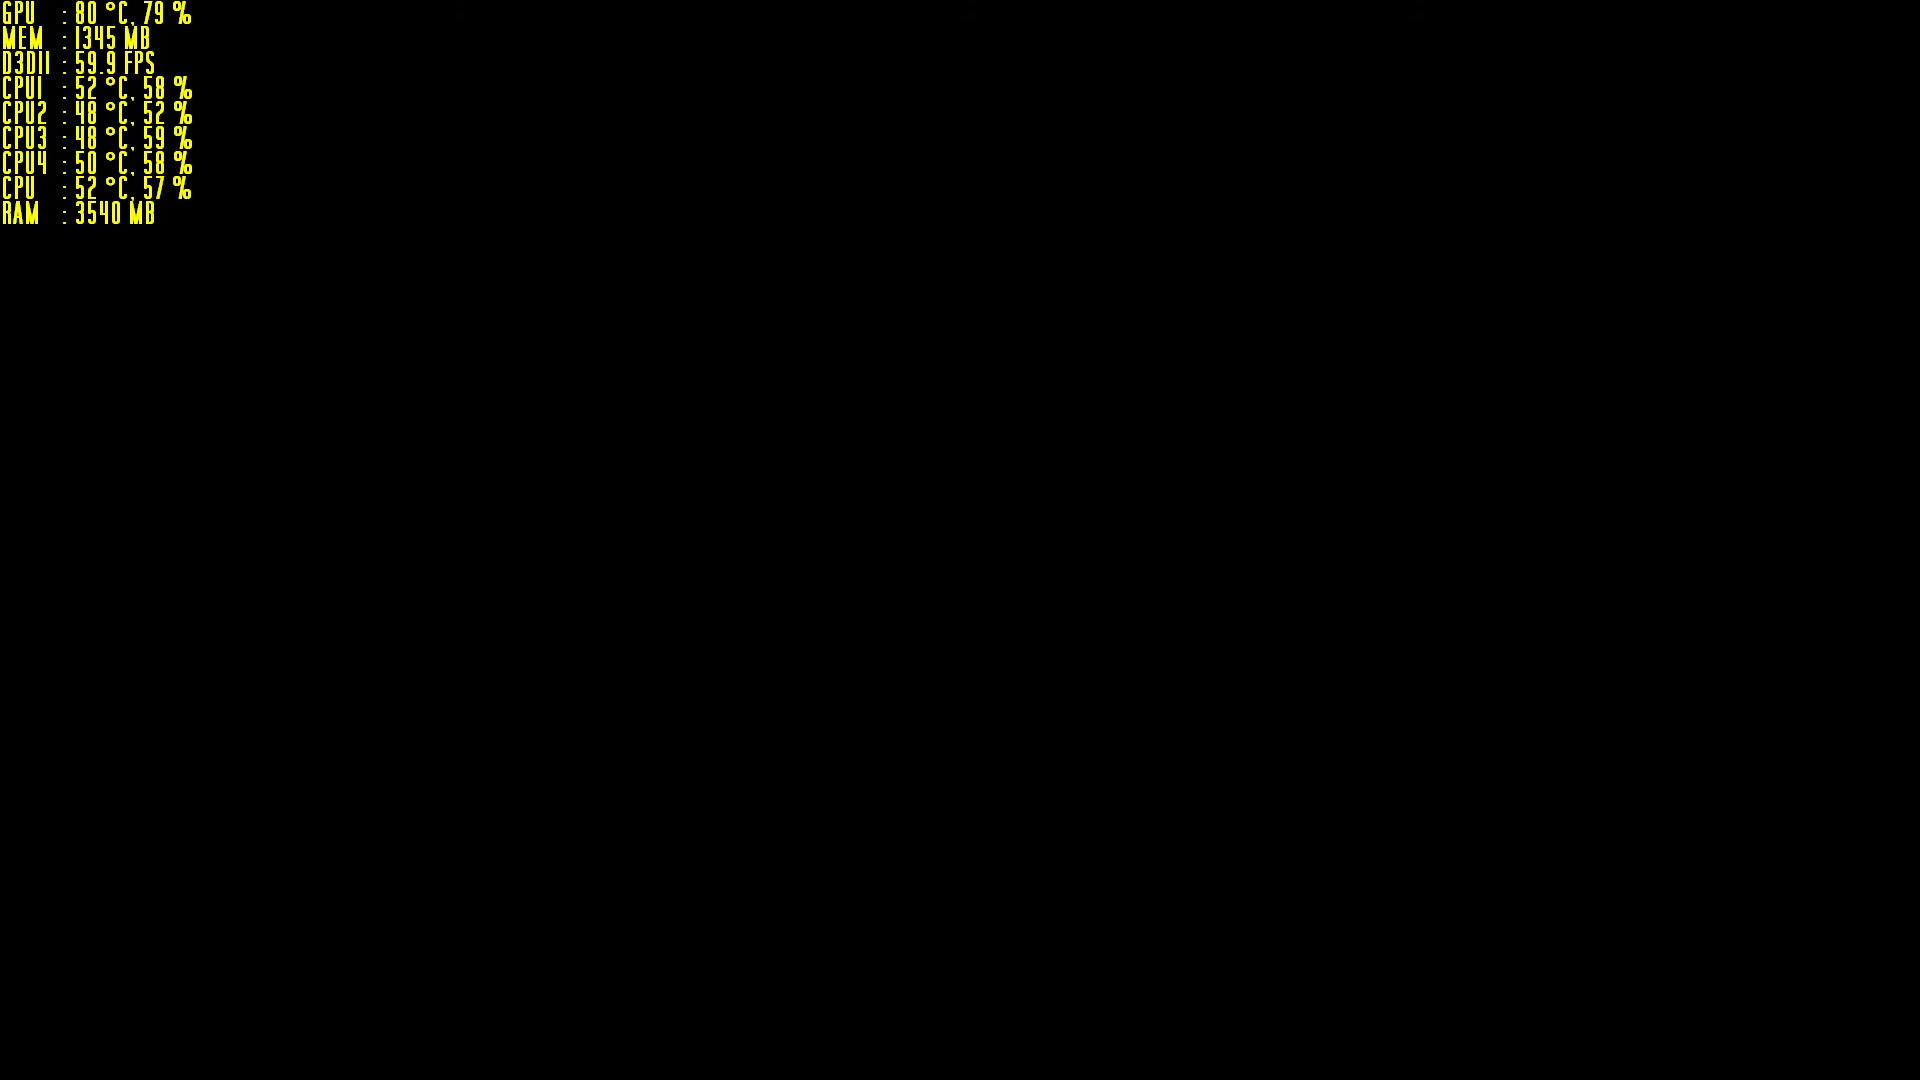 GPU : 80 °C, 79 %
MEM : 1345 MB
D3D11 : 59.9 FPS
CPU1 : 52 °C, 58 %
CPU2 : 48 °C, 52 %
CPU3 : 48 °C, 59 %
CPU4 : 50 °C, 58 %
CPU : 52 °C, 57 %
RAM : 3540 MB